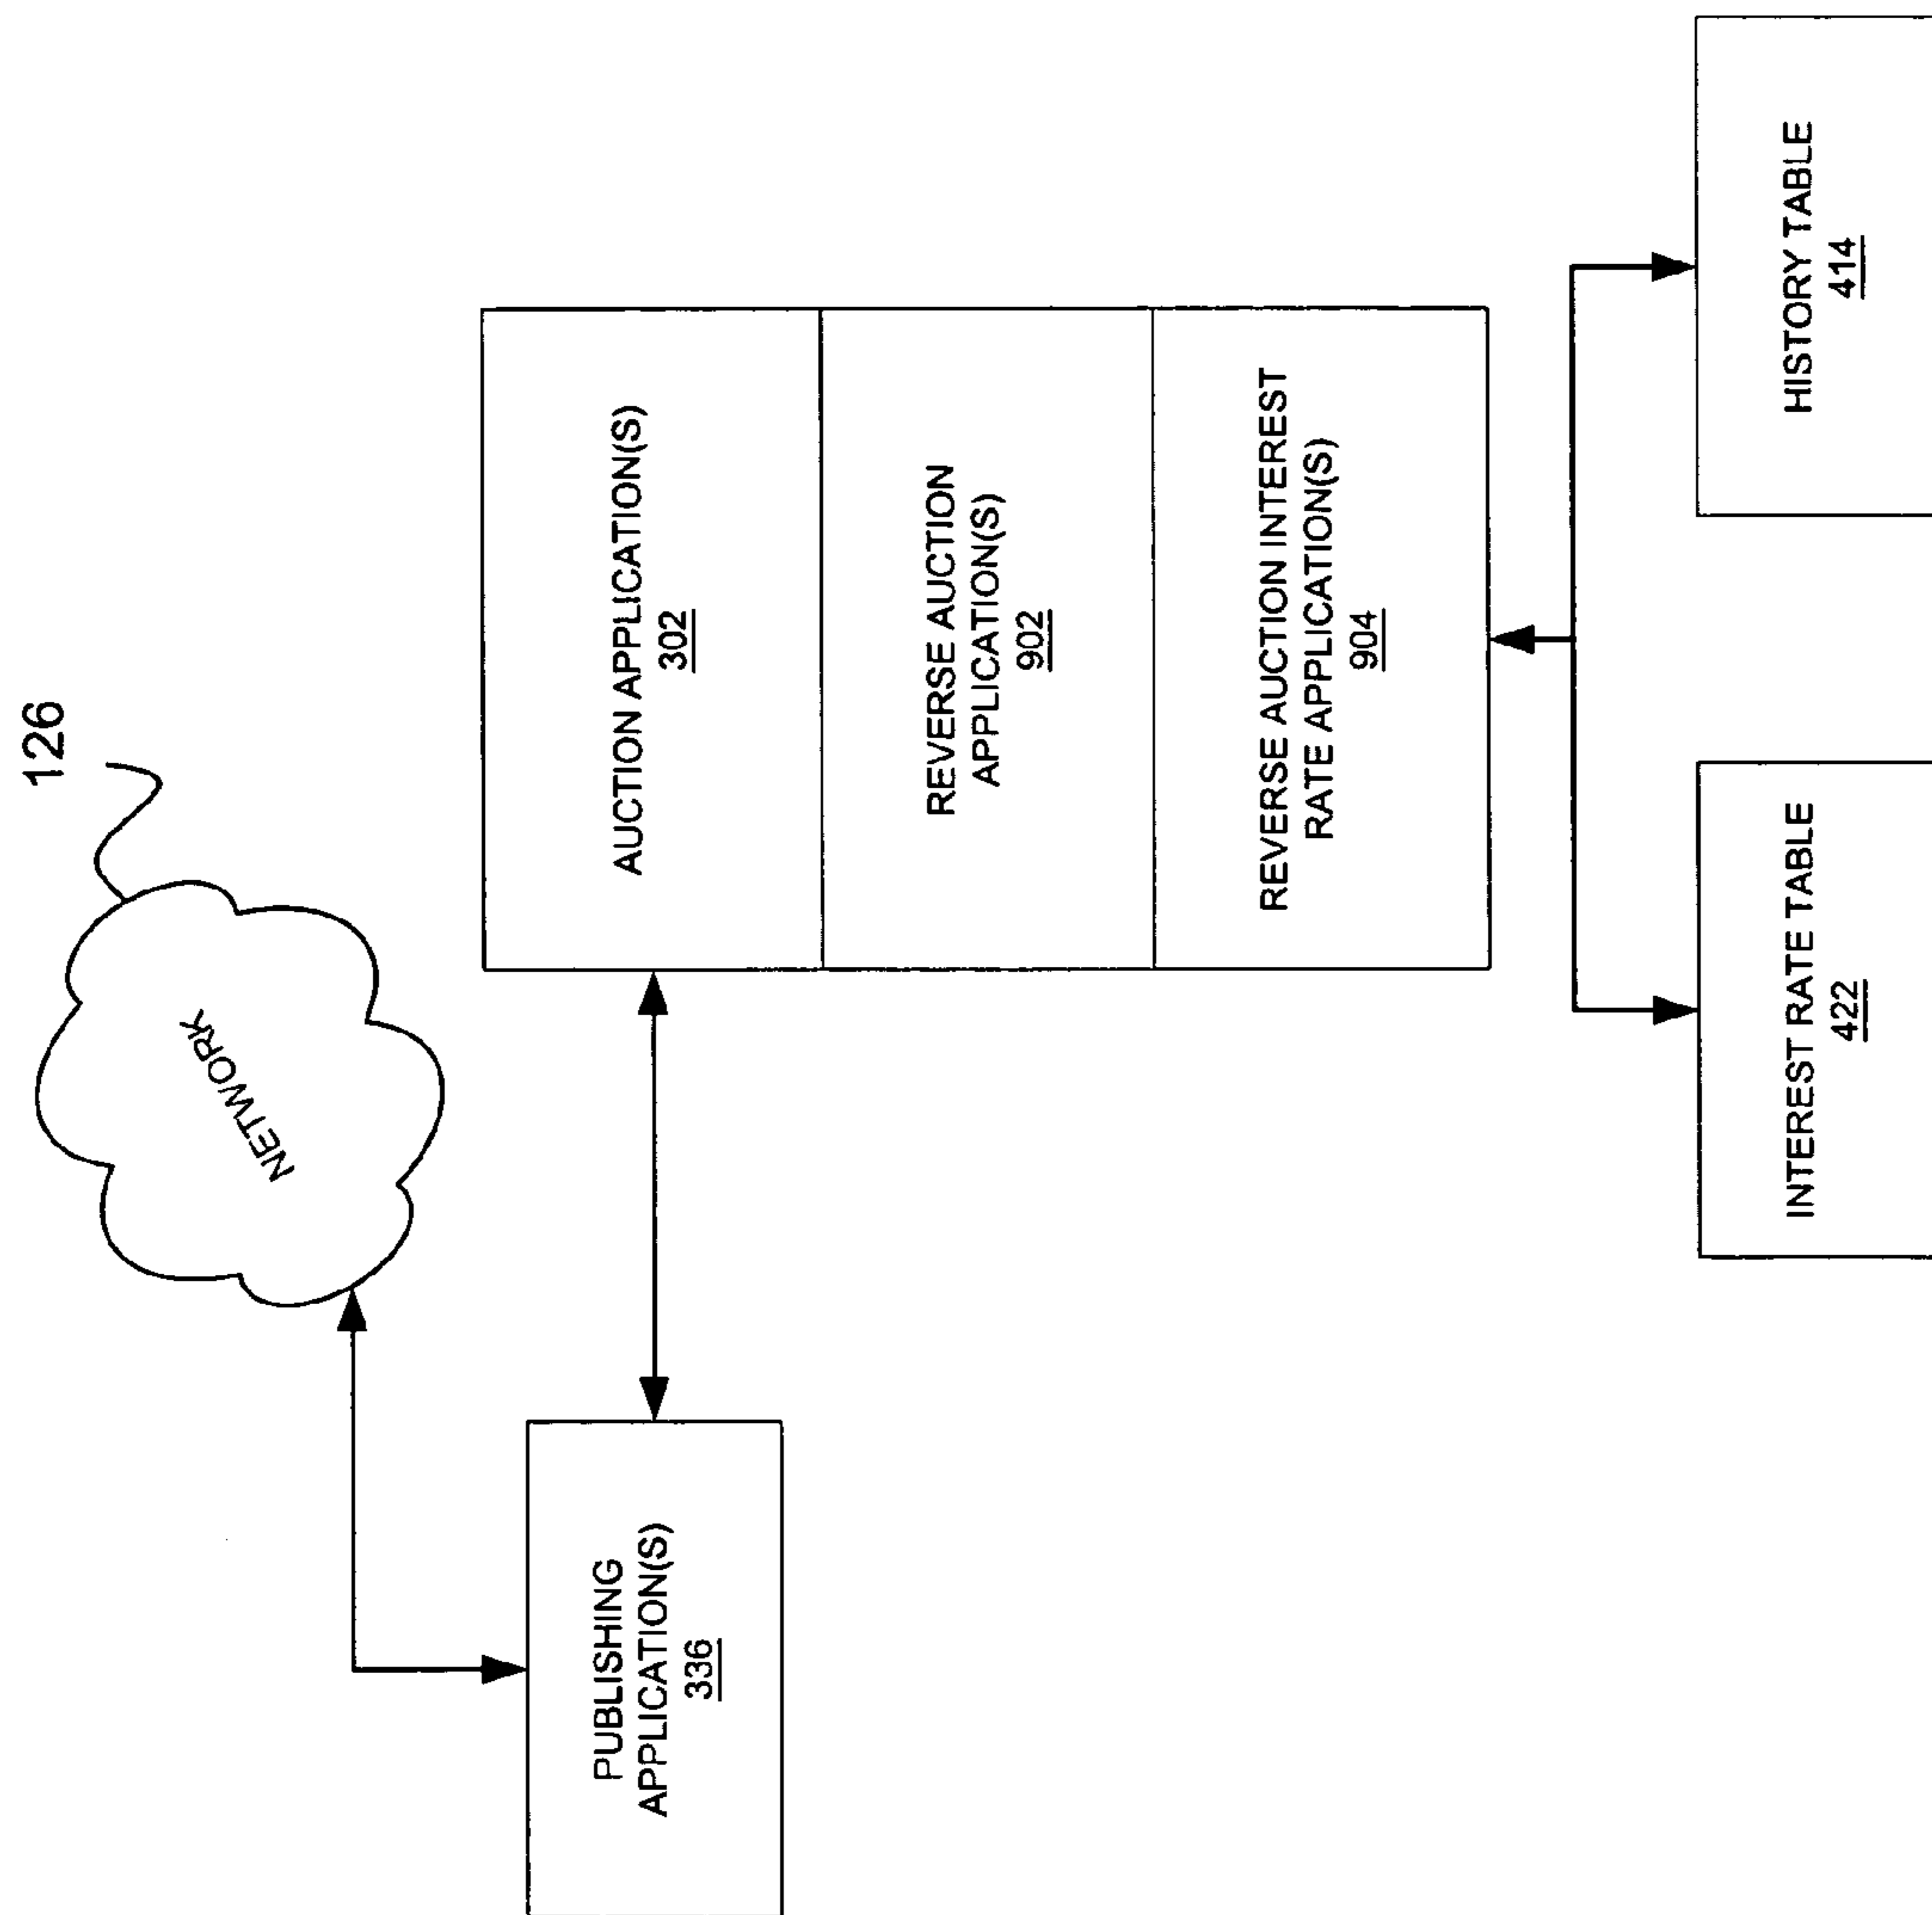 126
NETWORK
PUBLISHING
APPLICATION(S)
336
AUCTION APPLICATION(S)
302
REVERSE AUCTION
APPLICATION(S)
902
REVERSE AUCTION INTEREST
RATE APPLICATION(S)
904
INTEREST RATE TABLE
422
HISTORY TABLE
414